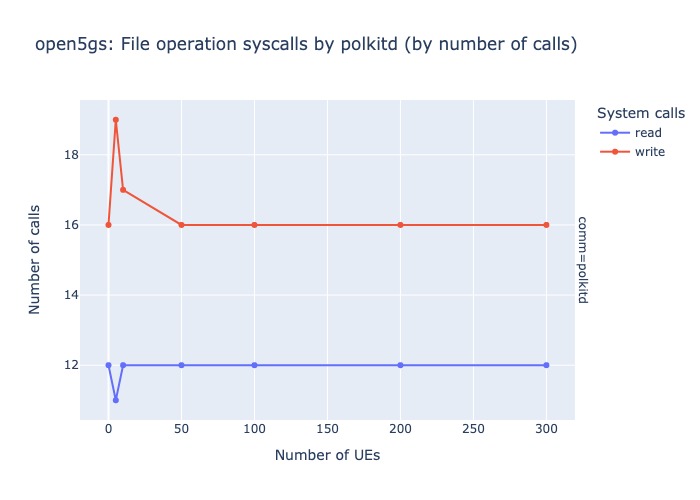 open5gs: File operation syscalls by polkitd (by number of calls)
System calls
read
write
Number of calls
18
16
14
12
comm=polkitd
0
50
100
150
200
250
300
Number of UEs